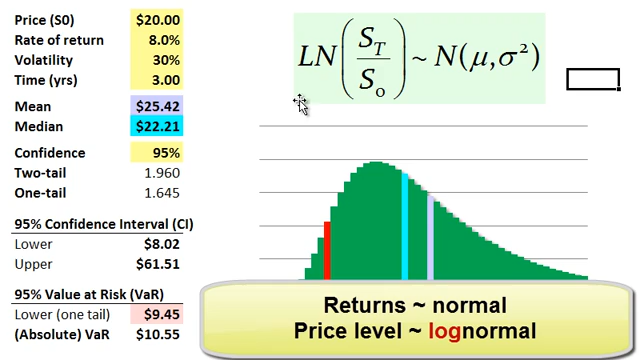 Price (S0) $20.00
Rate of return 8.0%
Volatility 30%
Time (yrs) 3.00
Mean $25.42
Median $22.21
Confidence 95%
Two-tail 1.960
One-tail 1.645
95% Confidence Interval (CI)
Lower $8.02
Upper $61.51
95% Value at Risk (VaR)
Lower (one tail) $9.45
(Absolute) VaR $10.55
LN(S_T/S_0) ~ N(μ,σ²)
Returns ~ normal
Price level ~ lognormal